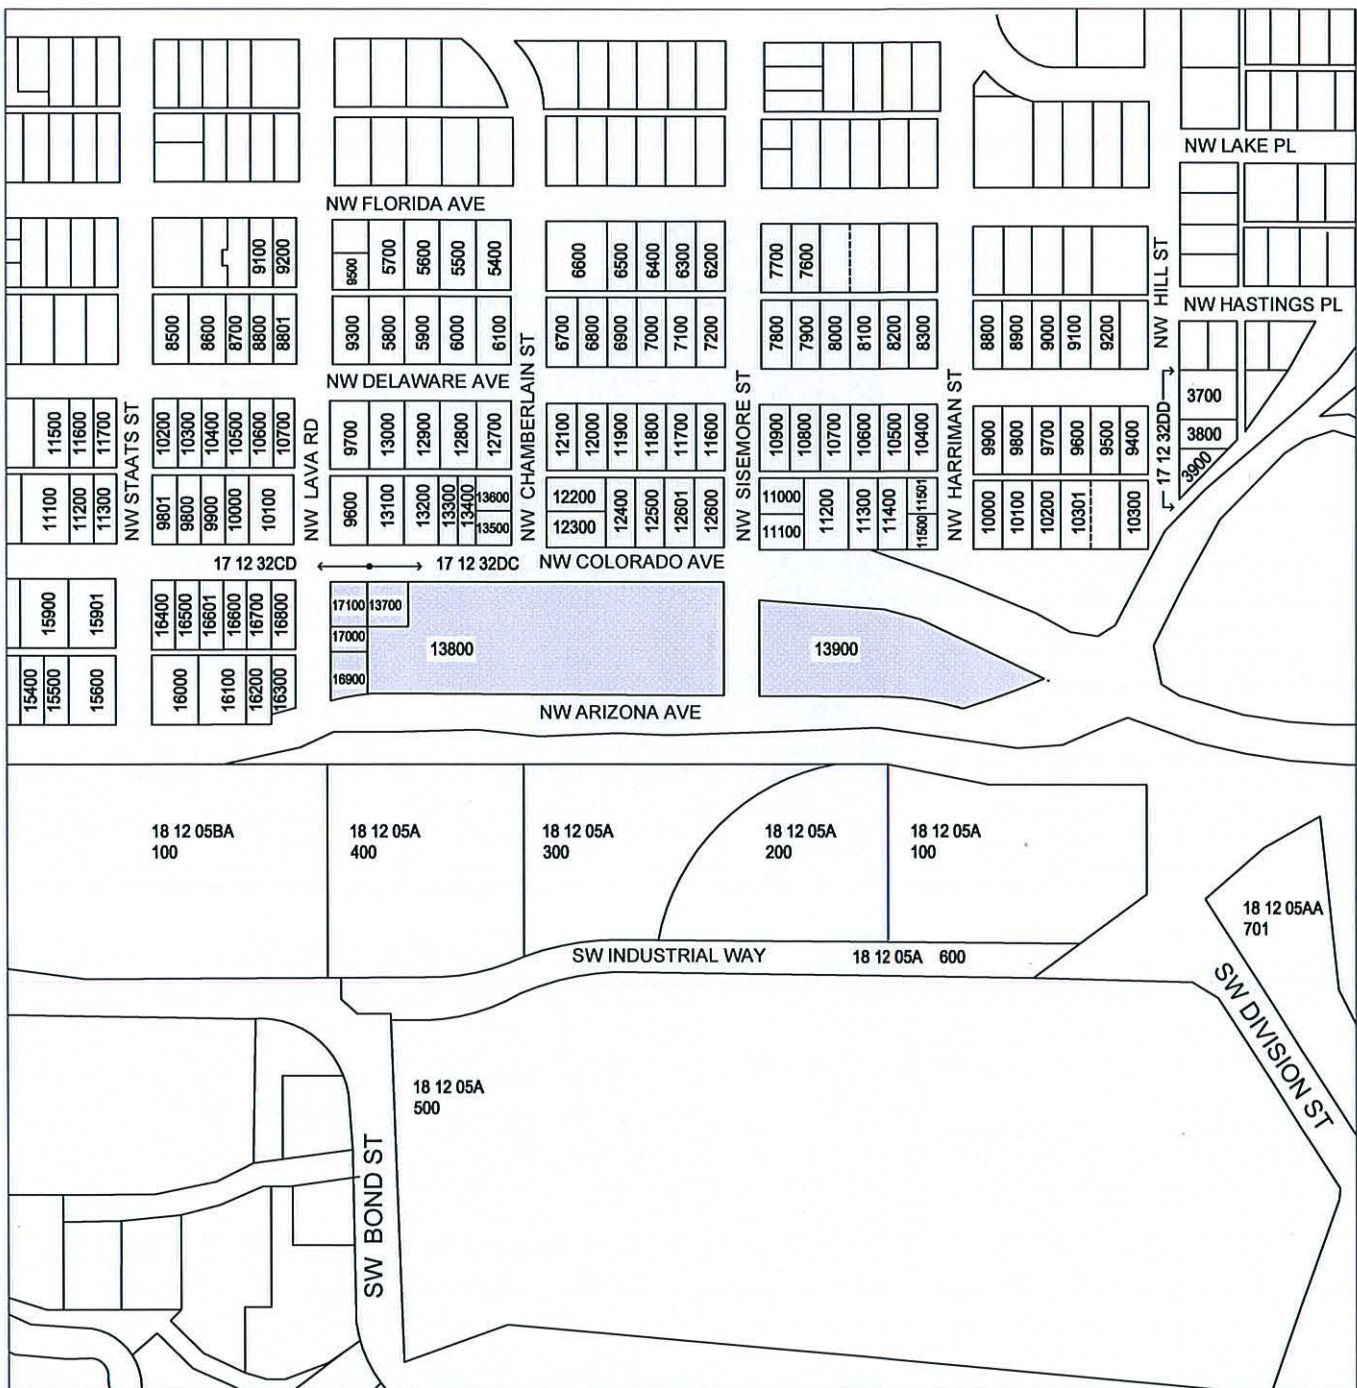 NW LAKE PL
NW FLORIDA AVE
9100 9200
9500 5700 5600 5500 5400
6600 6500 6400 6300 6200
7700 7600
NW HILL ST
NW HASTINGS PL
8500 8600 8700 8800 8801
9300 5800 5900 6000 6100
6700 6800 6900 7000 7100 7200
7800 7900 8000 8100 8200 8300
8800 8900 9000 9100 9200
NW DELAWARE AVE
NW CHAMBERLAIN ST
NW SISEMORE ST
NW HARRIMAN ST
17 12 32DD
3700
3800
3900
11500 11600 11700
NW STAATS ST
10200 10300 10400 10500 10600 10700
NW LAVA RD
9700 13000 12900 12800 12700
12100 12000 11900 11800 11700 11600
10900 10800 10700 10600 10500 10400
9900 9800 9700 9600 9500 9400
11100 11200 11300
9801 9800 9900 10000 10100
9600 13100 13200 13300 13400 13600
13500
12200 12400 12500 12601 12600
12300
11000 11200 11300 11400 11501
11100 11500
10000 10100 10200 10301 10300
17 12 32CD
17 12 32DC
NW COLORADO AVE
15900 15901
16400 16500 16601 16600 16700 16800
17100 13700
17000
16900
13800
13900
15400 15500 15600
16000 16100 16200 16300
NW ARIZONA AVE
18 12 05BA
100
18 12 05A
400
18 12 05A
300
18 12 05A
200
18 12 05A
100
18 12 05AA
701
SW INDUSTRIAL WAY
18 12 05A 600
SW DIVISION ST
18 12 05A
500
SW BOND ST